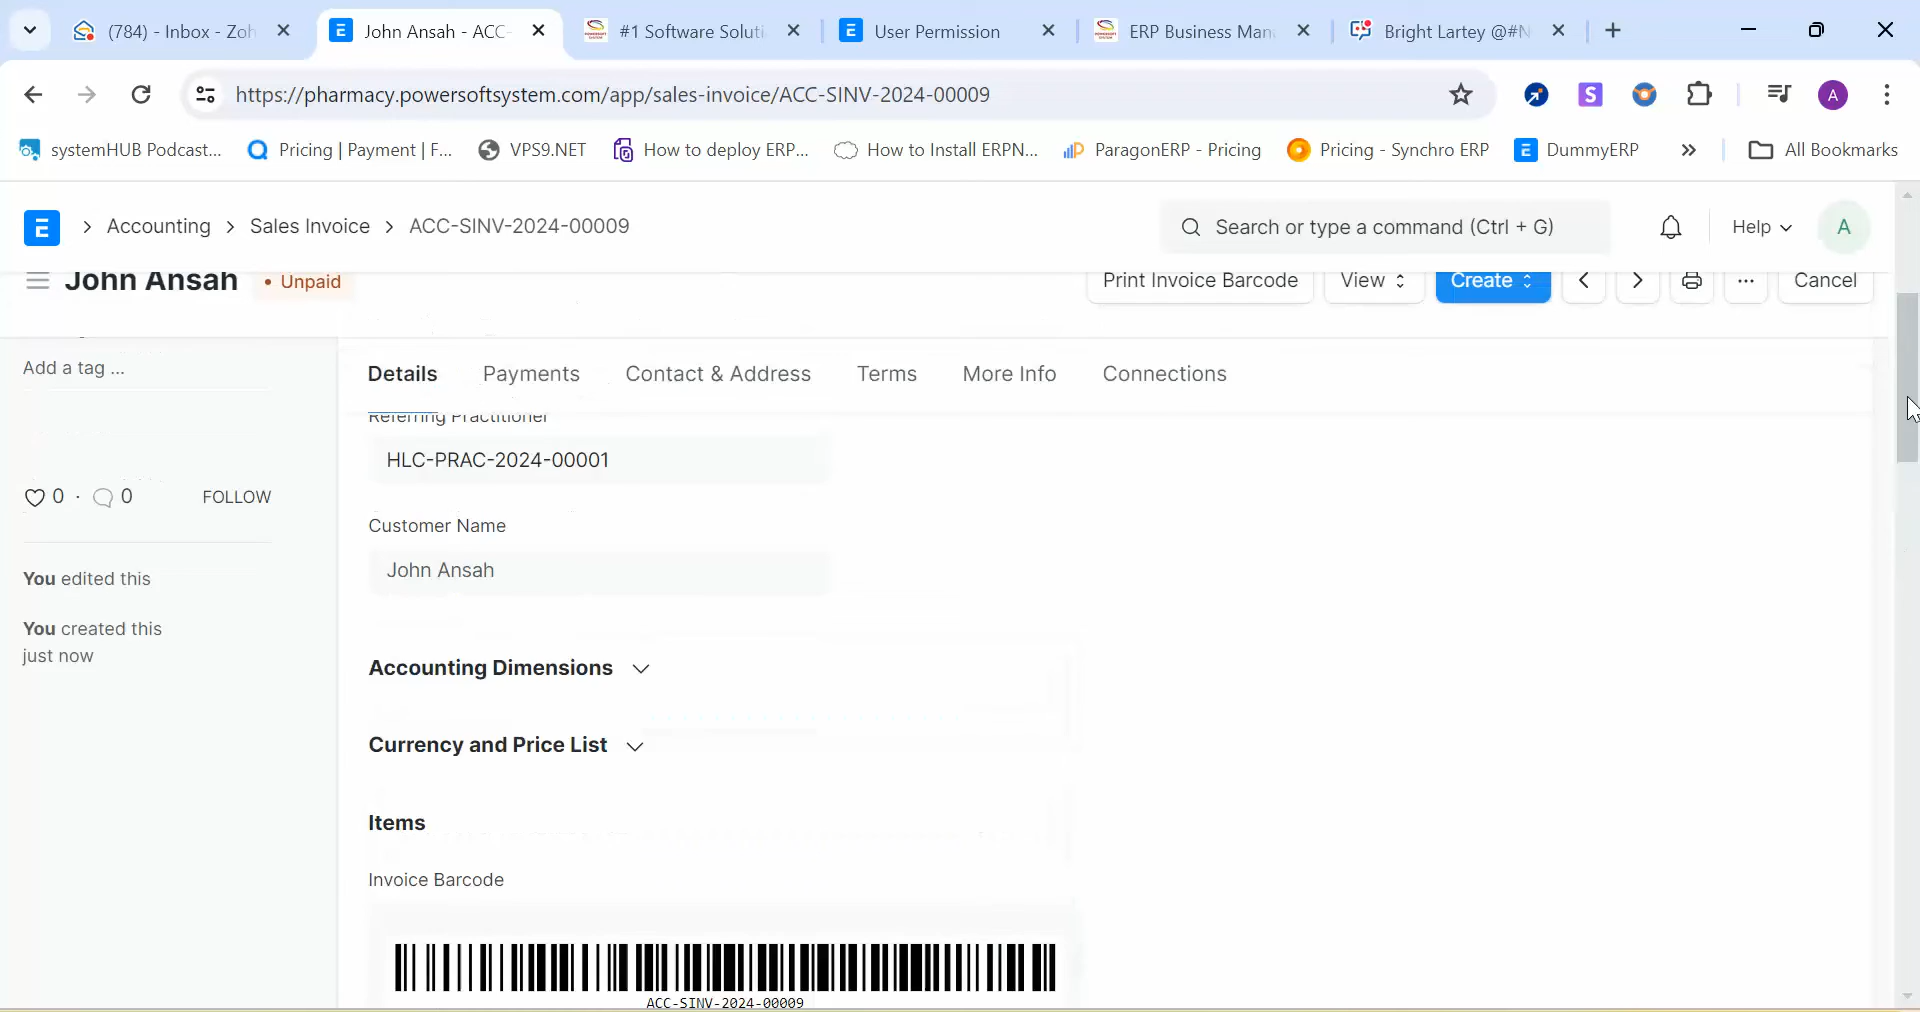 (784) - Inbox - Zoh
John Ansah - ACC-
#1 Software Soluti
User Permission
ERP Business Mana
Bright Lartey @#N
https://pharmacy.powersoftsystem.com/app/sales-invoice/ACC-SINV-2024-00009
S
A
systemHUB Podcast...
Pricing | Payment | F...
VPS9.NET
How to deploy ERP...
How to Install ERPN...
ParagonERP - Pricing
Pricing - Synchro ERP
DummyERP
All Bookmarks
E
Accounting
Sales Invoice
ACC-SINV-2024-00009
Search or type a command (Ctrl + G)
Help
A
John Ansah
Unpaid
Print Invoice Barcode
View
Create
Cancel
Add a tag ...
Details
Payments
Contact & Address
Terms
More Info
Connections
Referring Practitioner
HLC-PRAC-2024-00001
0 · 0
FOLLOW
Customer Name
John Ansah
You edited this
You created this
just now
Accounting Dimensions
Currency and Price List
Items
Invoice Barcode
ACC-SINV-2024-00009